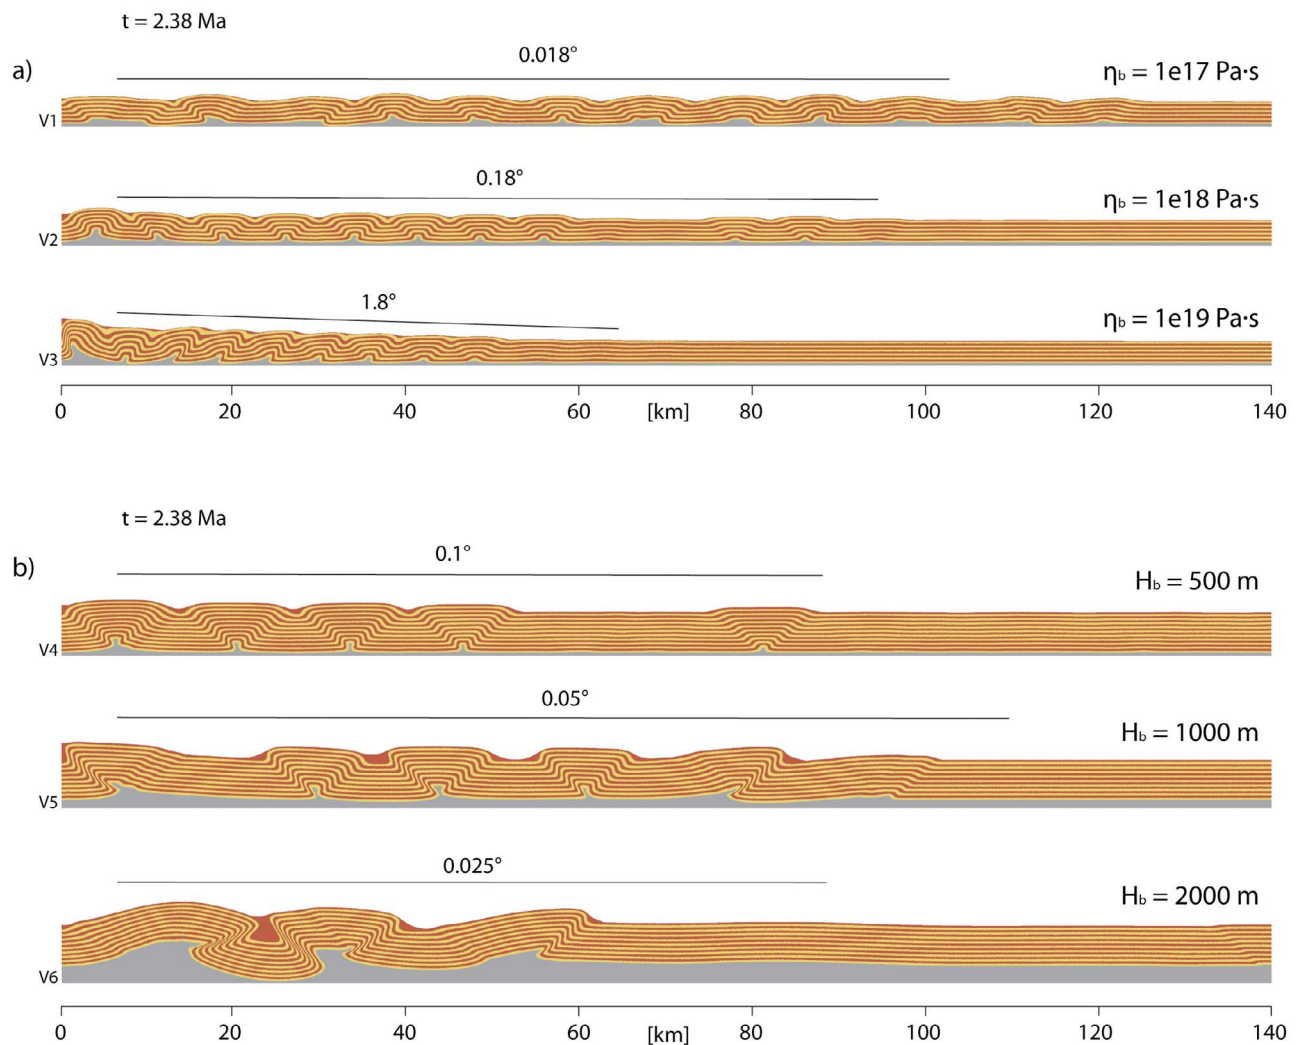 t = 2.38 Ma
a)
0.018°
ηb = 1e17 Pa·s
V1
0.18°
ηb = 1e18 Pa·s
V2
1.8°
ηb = 1e19 Pa·s
V3
0 20 40 60 [km] 80 100 120 140
t = 2.38 Ma
b)
0.1°
Hb = 500 m
V4
0.05°
Hb = 1000 m
V5
0.025°
Hb = 2000 m
V6
0 20 40 60 [km] 80 100 120 140